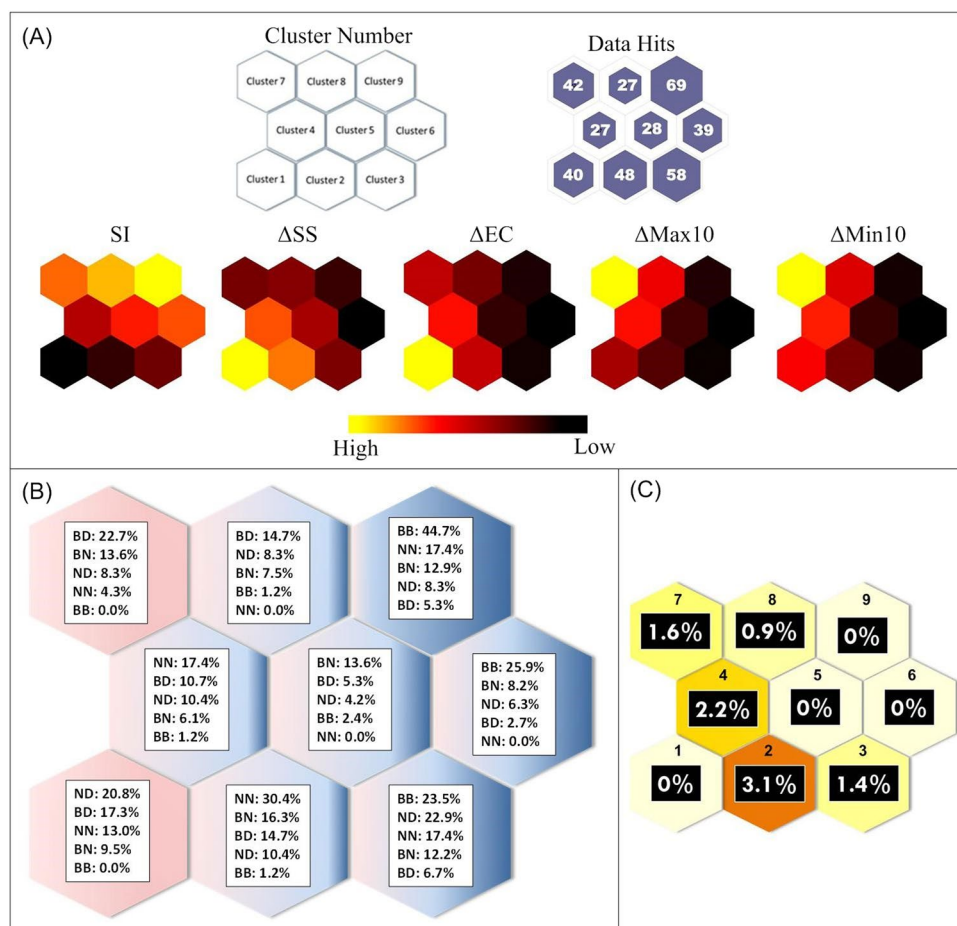 (A)
Cluster Number
Data Hits
Cluster 7 Cluster 8 Cluster 9
Cluster 4 Cluster 5 Cluster 6
Cluster 1 Cluster 2 Cluster 3
42 27 69
27 28 39
40 48 58
SI ΔSS ΔEC ΔMax10 ΔMin10
High Low
(B)
BD: 22.7%
BN: 13.6%
ND: 8.3%
NN: 4.3%
BB: 0.0%
BD: 14.7%
ND: 8.3%
BN: 7.5%
BB: 1.2%
NN: 0.0%
BB: 44.7%
NN: 17.4%
BN: 12.9%
ND: 8.3%
BD: 5.3%
NN: 17.4%
BD: 10.7%
ND: 10.4%
BN: 6.1%
BB: 1.2%
BN: 13.6%
BD: 5.3%
ND: 4.2%
BB: 2.4%
NN: 0.0%
BB: 25.9%
BN: 8.2%
ND: 6.3%
BD: 2.7%
NN: 0.0%
ND: 20.8%
BD: 17.3%
NN: 13.0%
BN: 9.5%
BB: 0.0%
NN: 30.4%
BN: 16.3%
BD: 14.7%
ND: 10.4%
BB: 1.2%
BB: 23.5%
ND: 22.9%
NN: 17.4%
BN: 12.2%
BD: 6.7%
(C)
7 8 9
1.6% 0.9% 0%
4 5 6
2.2% 0% 0%
1 2 3
0% 3.1% 1.4%